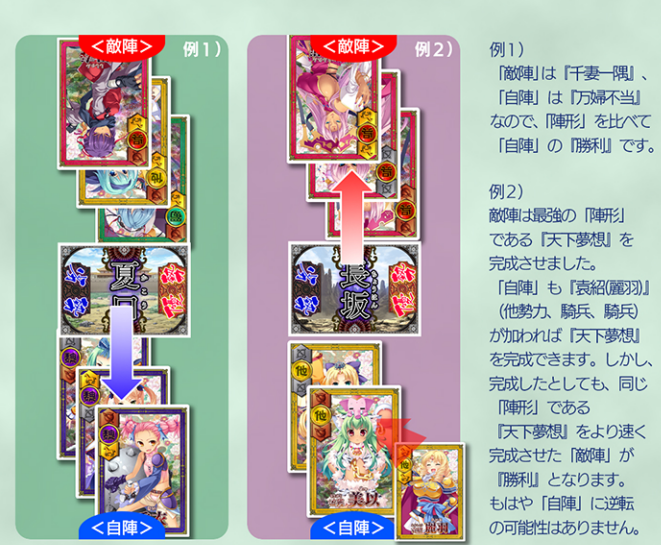 <敵陣>
例1)
<敵陣>
例2)
夏口
長坂
碧
碧
碧
他
他
他
美以
麗羽
<自陣>
<自陣>
例1)
「敵陣」は『千妻一隅』、
「自陣」は『万婦不当』
なので、「陣形」を比べて
「自陣」の『勝利』です。
例2)
敵陣は最強の「陣形」
である『天下夢想』を
完成させました。
「自陣」も『袁紹(麗羽)』
(他勢力、騎兵、騎兵)
が加われば『天下夢想』
を完成できます。しかし、
完成したとしても、同じ
「陣形」である
『天下夢想』をより速く
完成させた「敵陣」が
『勝利』となります。
もはや「自陣」に逆転
の可能性はありません。